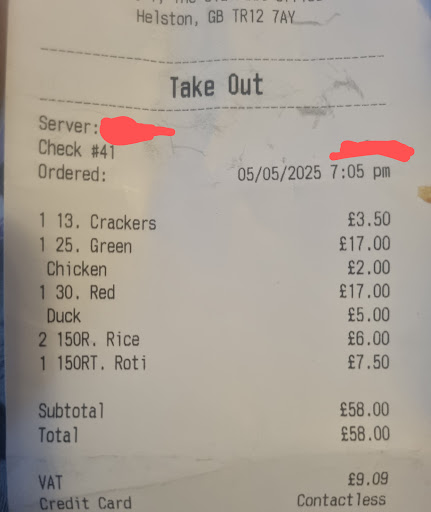 Helston, GB TR12 7AY
Take Out
Server:
Check #41
Ordered: 05/05/2025 7:05 pm
1 13. Crackers £3.50
1 25. Green £17.00
Chicken £2.00
1 30. Red £17.00
Duck £5.00
2 150R. Rice £6.00
1 150RT. Roti £7.50
Subtotal £58.00
Total £58.00
VAT £9.09
Credit Card Contactless